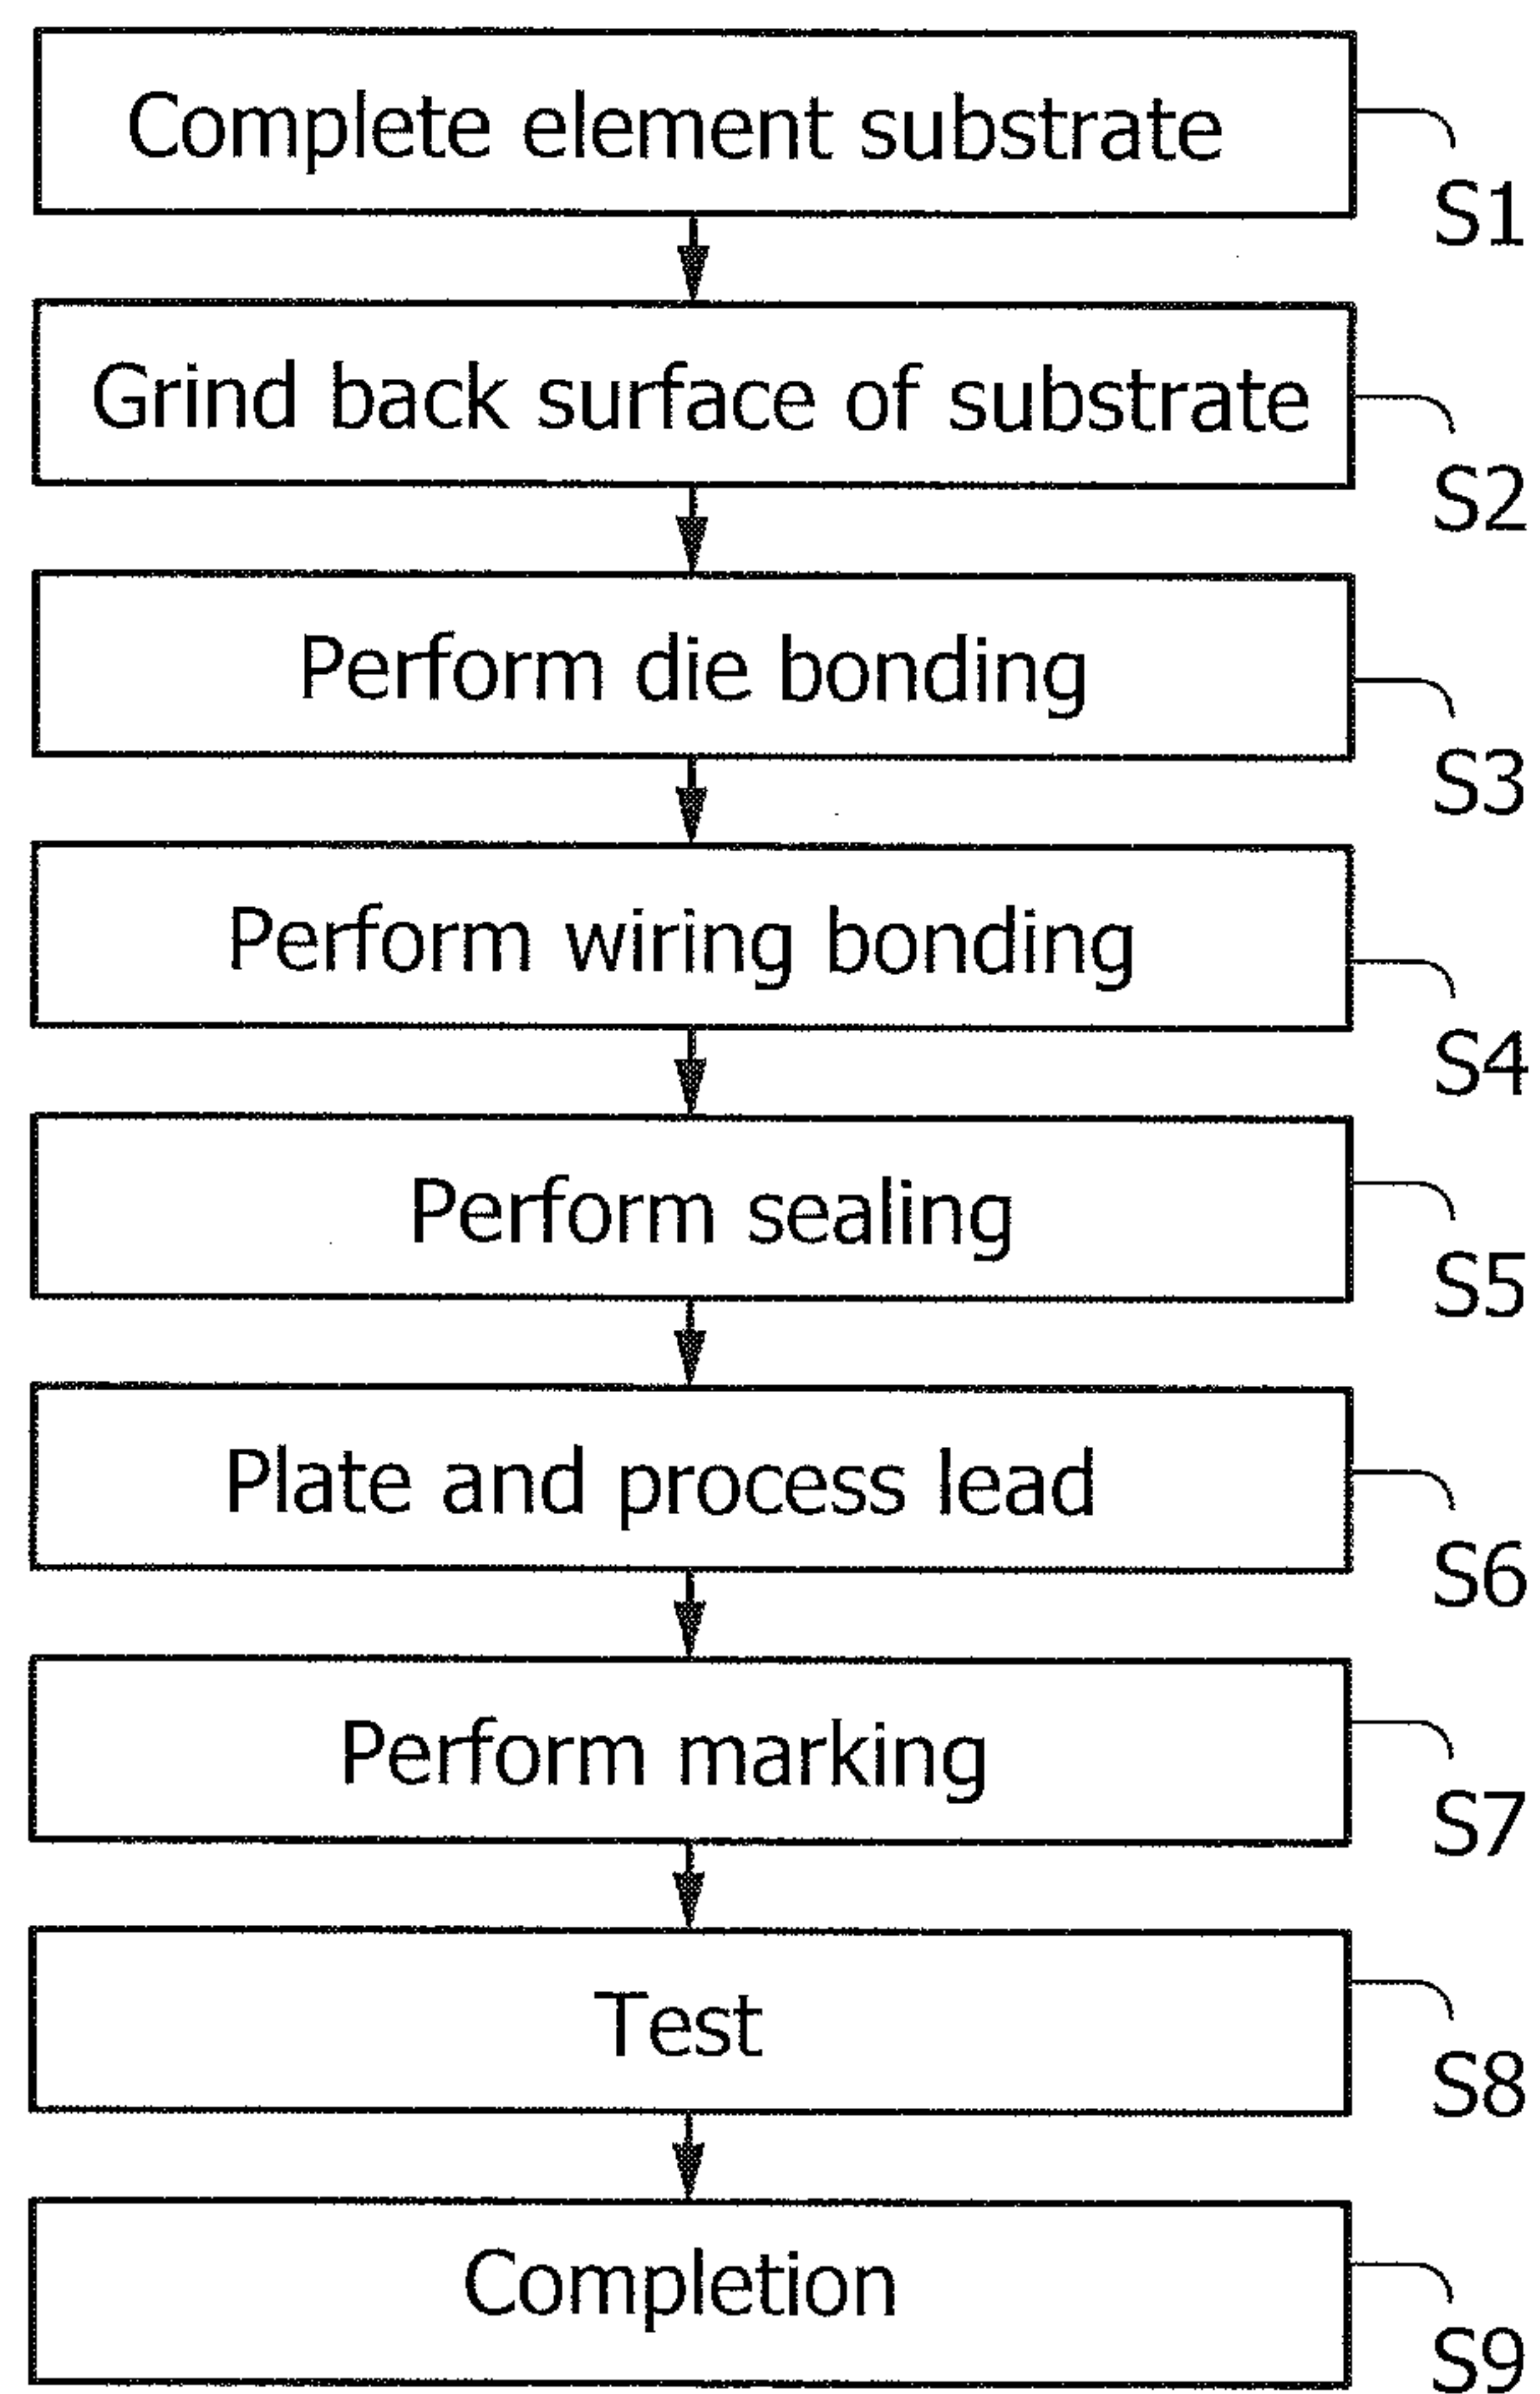 Complete element substrate
S1
Grind back surface of substrate
S2
Perform die bonding
S3
Perform wiring bonding
S4
Perform sealing
S5
Plate and process lead
S6
Perform marking
S7
Test
S8
Completion
S9